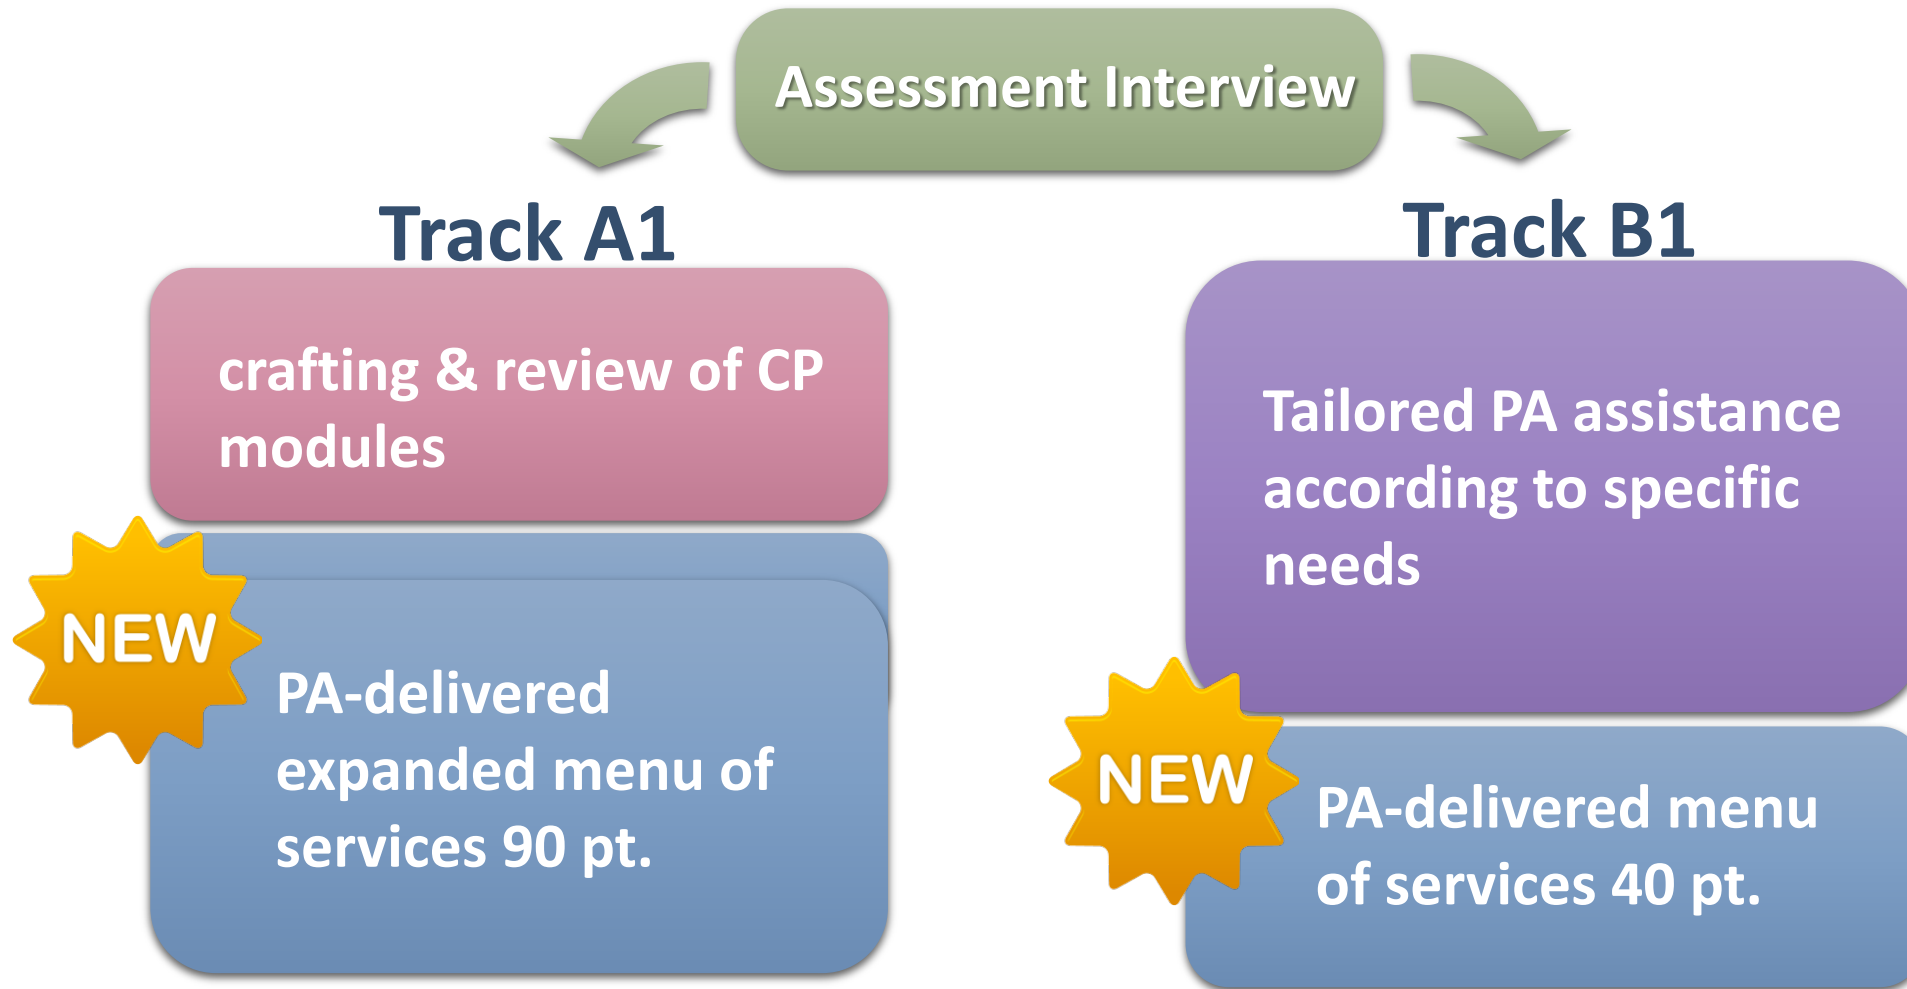 Assessment Interview
Track A1
crafting & review of CP
modules
NEW
PA-delivered
expanded menu of
services 90 pt.
Track B1
Tailored PA assistance
according to specific
needs
NEW
PA-delivered menu
of services 40 pt.